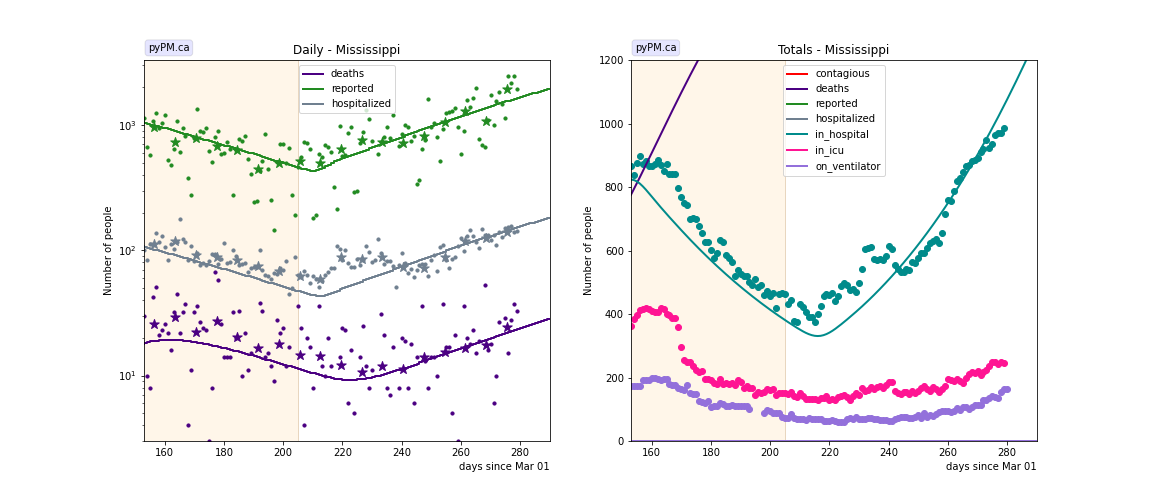 pyPM.ca
Daily - Mississippi
deaths
reported
hospitalized
10³
10²
10¹
Number of people
160 180 200 220 240 260 280
days since Mar 01
pyPM.ca
Totals - Mississippi
contagious
deaths
reported
hospitalized
in_hospital
in_icu
on_ventilator
1200
1000
800
600
400
200
0
Number of people
160 180 200 220 240 260 280
days since Mar 01